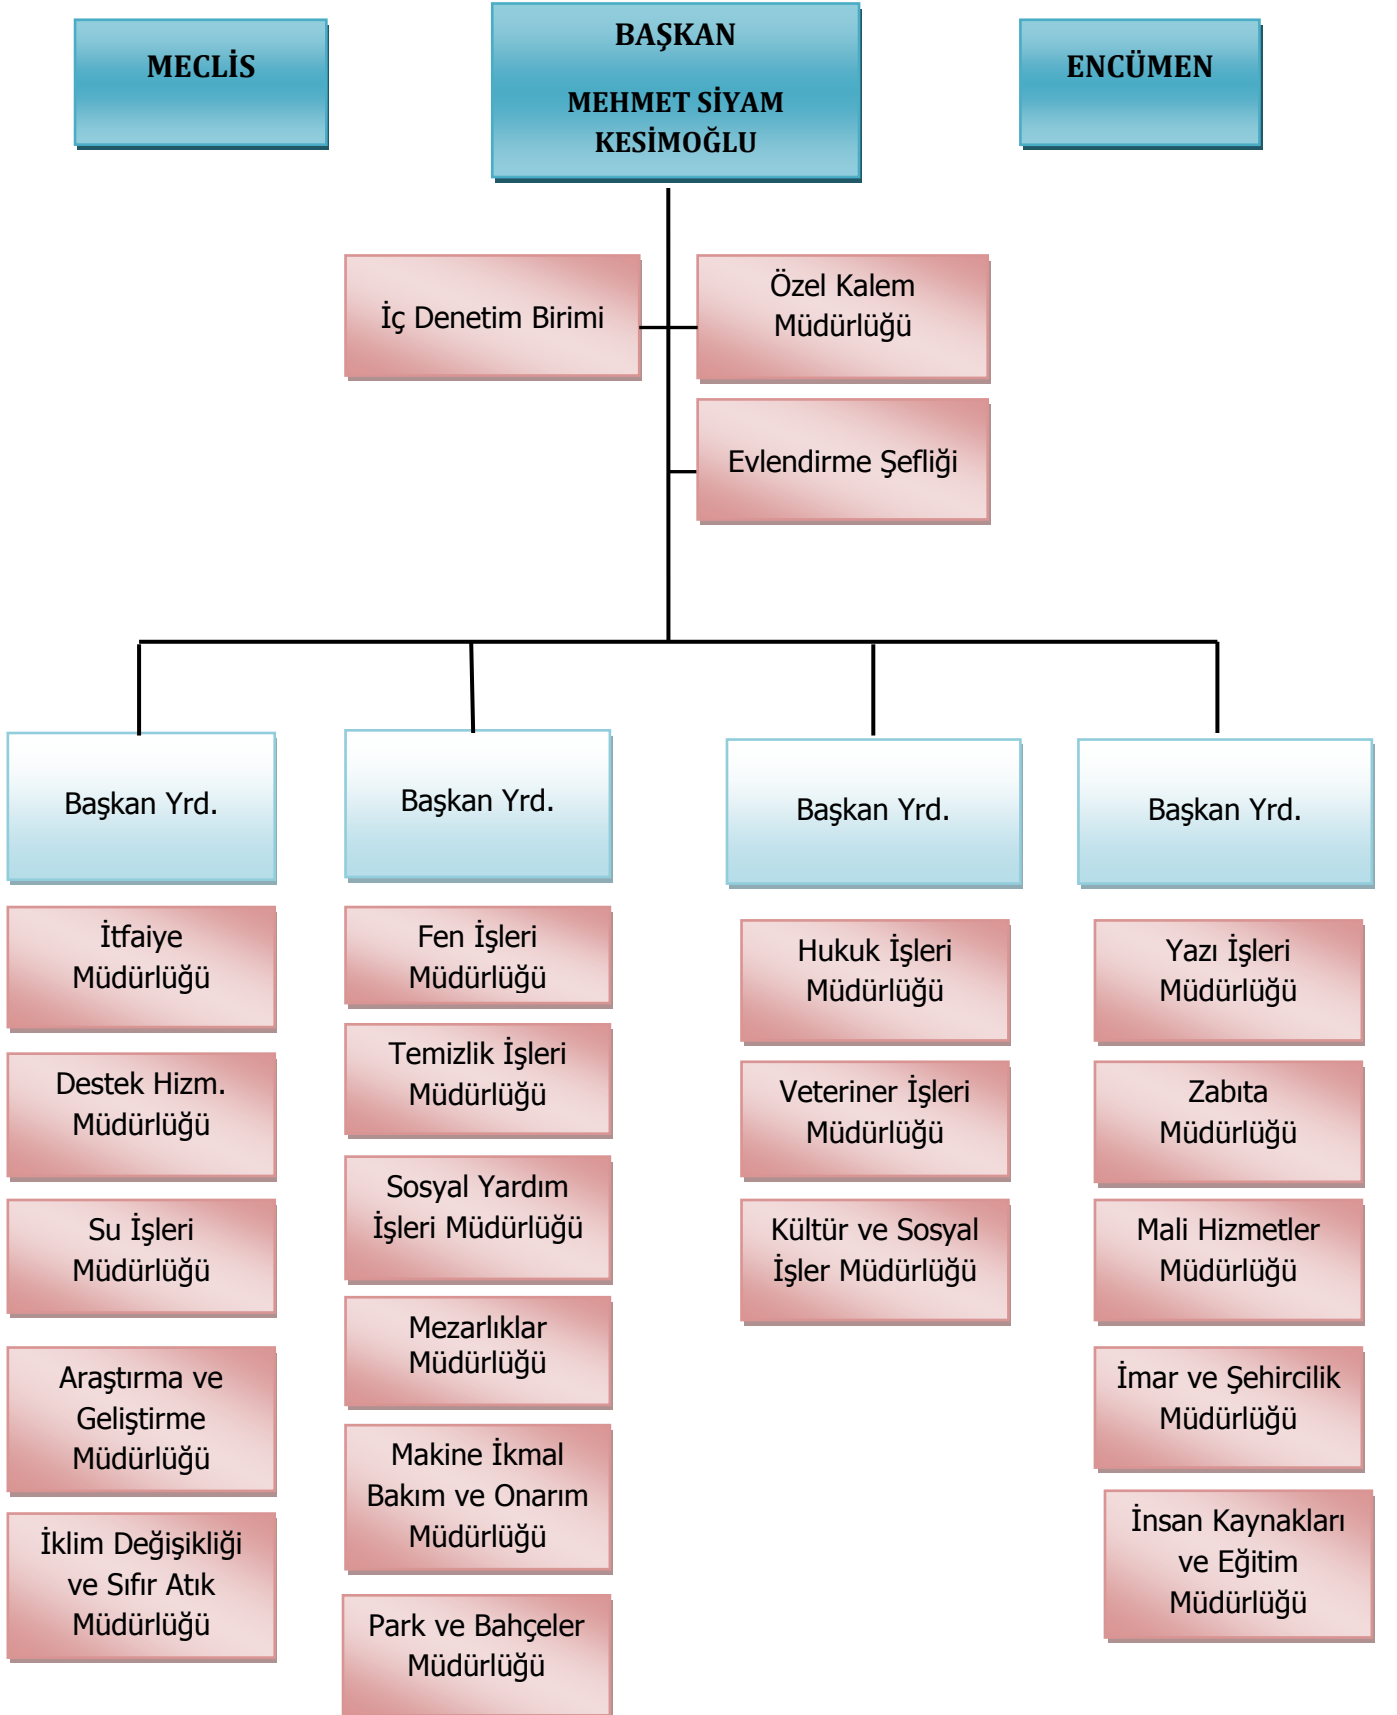 MECLİS
BAŞKAN
MEHMET SİYAM
KESİMOĞLU
ENCÜMEN
İç Denetim Birimi
Özel Kalem
Müdürlüğü
Evlendirme Şefliği
Başkan Yrd.
Başkan Yrd.
Başkan Yrd.
Başkan Yrd.
İtfaiye
Müdürlüğü
Destek Hizm.
Müdürlüğü
Su İşleri
Müdürlüğü
Araştırma ve
Geliştirme
Müdürlüğü
İklim Değişikliği
ve Sıfır Atık
Müdürlüğü
Fen İşleri
Müdürlüğü
Temizlik İşleri
Müdürlüğü
Sosyal Yardım
İşleri Müdürlüğü
Mezarlıklar
Müdürlüğü
Makine İkmal
Bakım ve Onarım
Müdürlüğü
Park ve Bahçeler
Müdürlüğü
Hukuk İşleri
Müdürlüğü
Veteriner İşleri
Müdürlüğü
Kültür ve Sosyal
İşler Müdürlüğü
Yazı İşleri
Müdürlüğü
Zabıta
Müdürlüğü
Mali Hizmetler
Müdürlüğü
İmar ve Şehircilik
Müdürlüğü
İnsan Kaynakları
ve Eğitim
Müdürlüğü